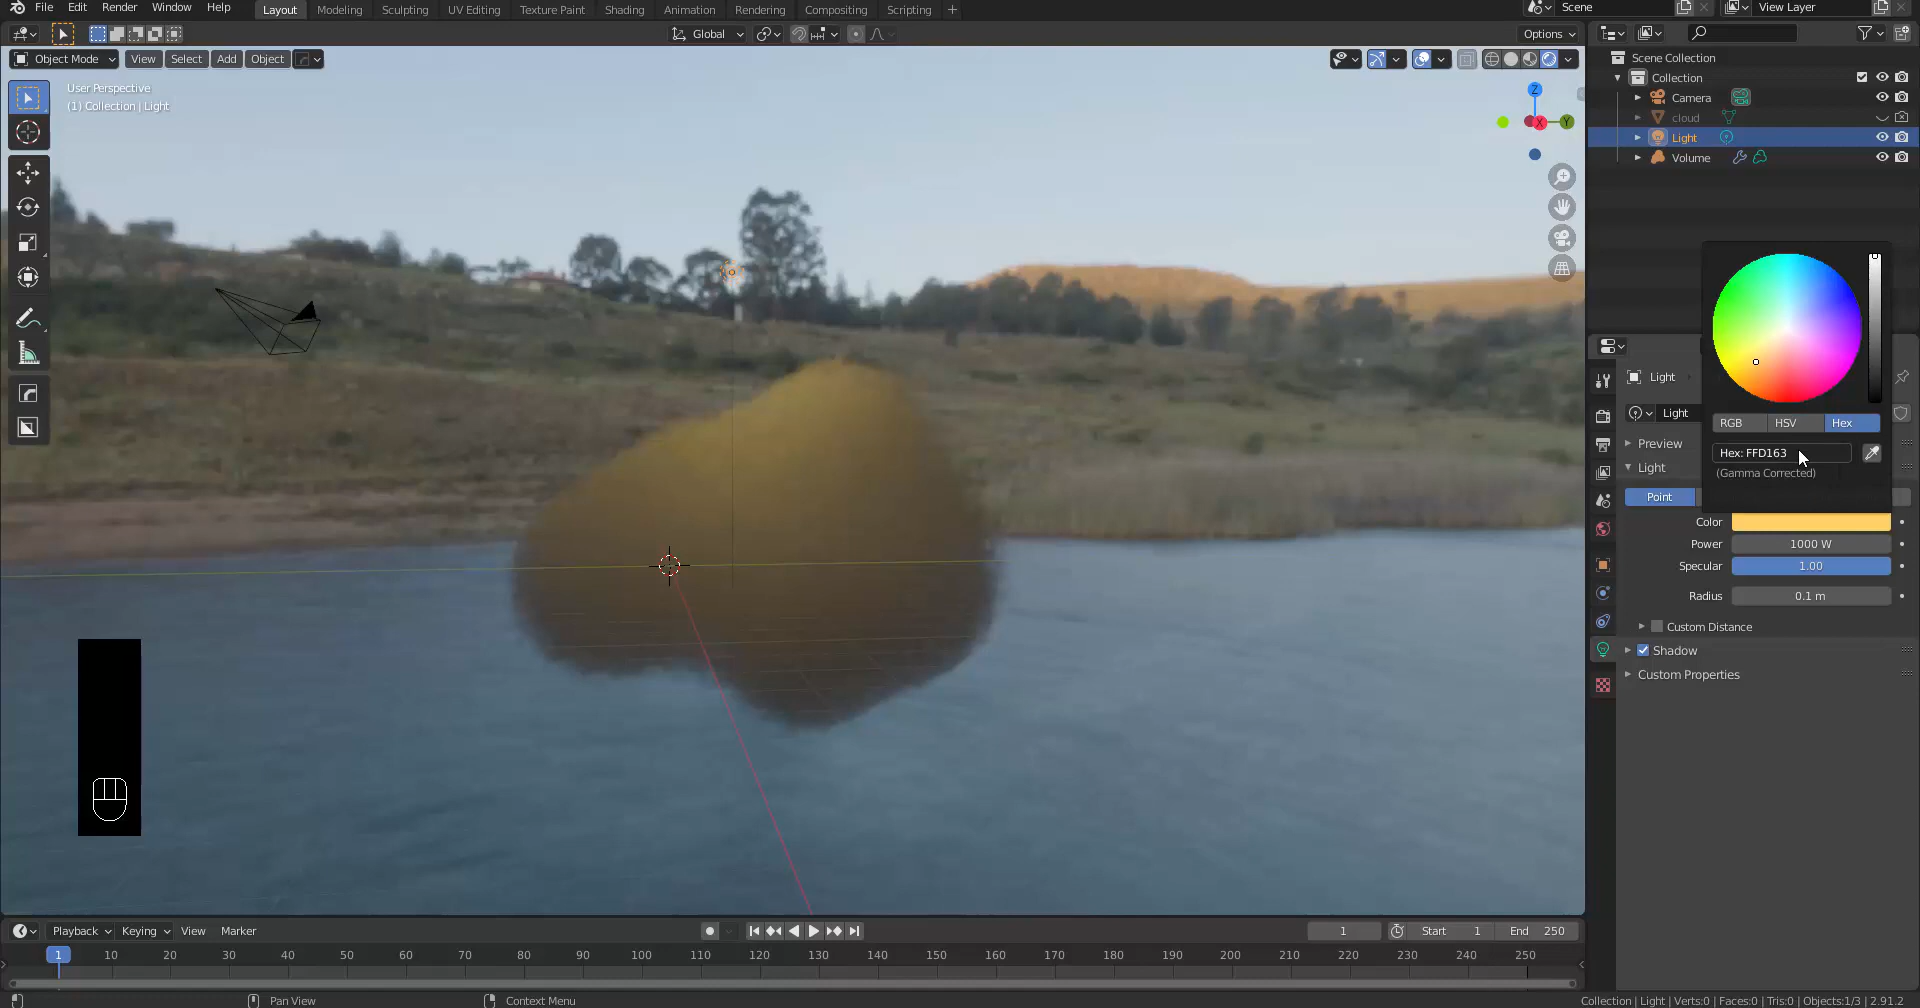 File Edit Render Window Help Layout Modeling Sculpting UV Editing Texture Paint Shading Animation Rendering Compositing Scripting + Scene View Layer
Global Options
Object Mode View Select Add Object
User Perspective
(1) Collection | Light
Z
X
Y
Scene Collection
Collection
Camera
cloud
Light
Volume
Light
Light
RGB HSV Hex
Preview
Hex: FFD163
Light
(Gamma Corrected)
Point
Color
Power 1000 W
Specular 1.00
Radius 0.1 m
Custom Distance
Shadow
Custom Properties
Playback Keying View Marker 1 Start 1 End 250
1 10 20 30 40 50 60 70 80 90 100 110 120 130 140 150 160 170 180 190 200 210 220 230 240 250
Pan View Context Menu Collection | Light | Verts:0 | Faces:0 | Tris:0 | Objects:1/3 | 2.91.2